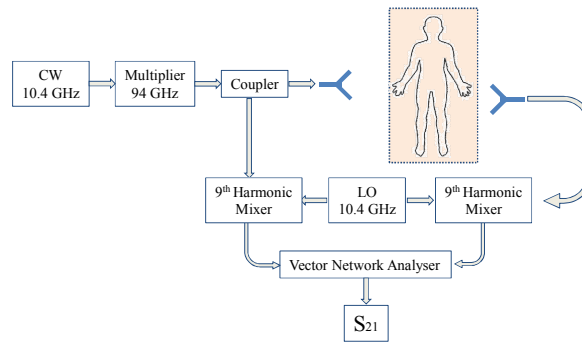 CW
10.4 GHz
Multiplier
94 GHz
Coupler
9th Harmonic
Mixer
LO
10.4 GHz
9th Harmonic
Mixer
Vector Network Analyser
S21